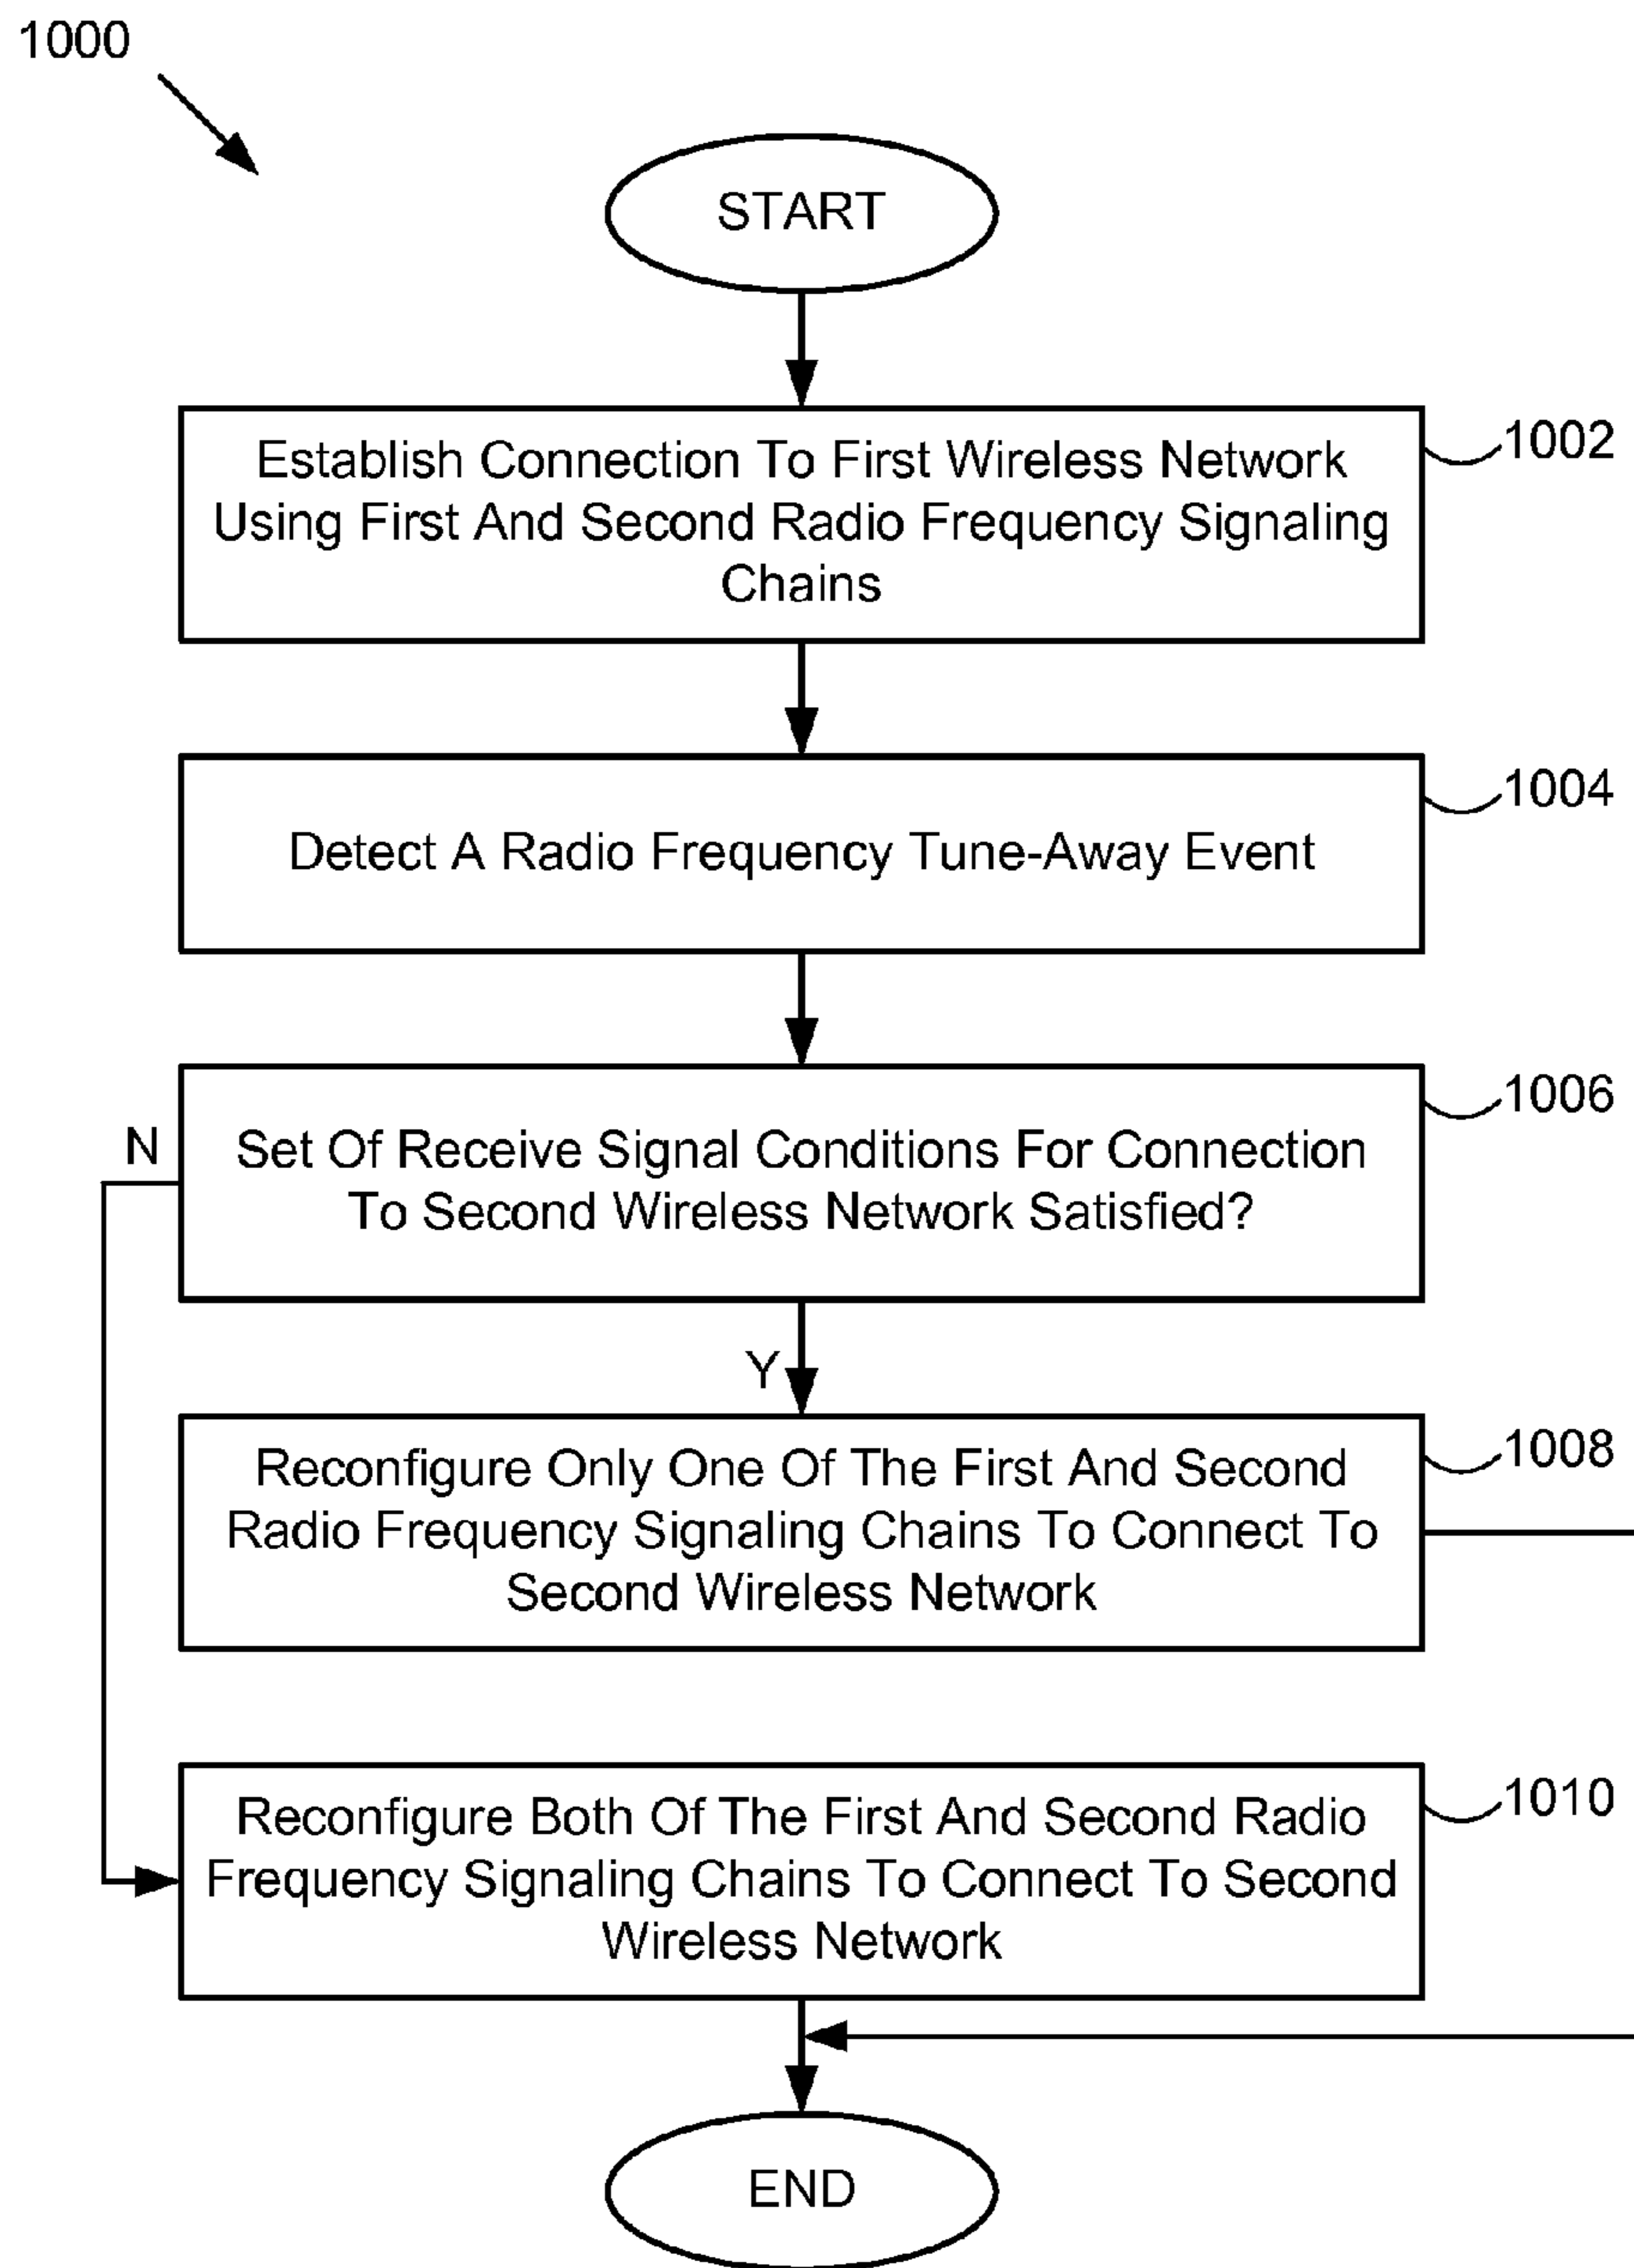 1000
START
Establish Connection To First Wireless Network
Using First And Second Radio Frequency Signaling
Chains
1002
Detect A Radio Frequency Tune-Away Event
1004
Set Of Receive Signal Conditions For Connection
To Second Wireless Network Satisfied?
1006
N
Y
Reconfigure Only One Of The First And Second
Radio Frequency Signaling Chains To Connect To
Second Wireless Network
1008
Reconfigure Both Of The First And Second Radio
Frequency Signaling Chains To Connect To Second
Wireless Network
1010
END